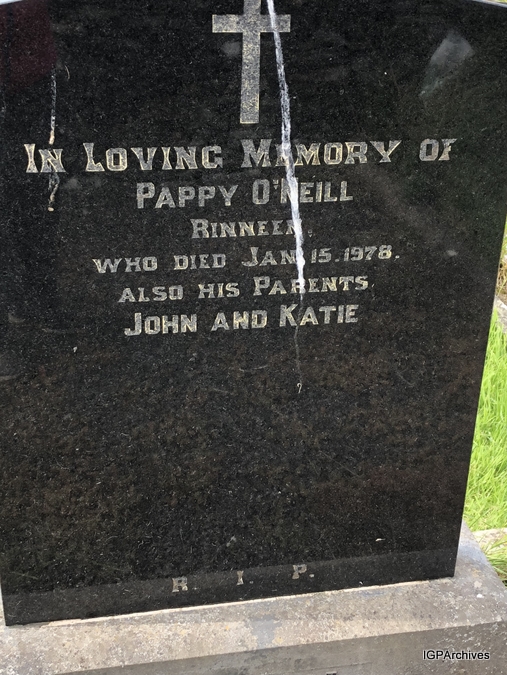 IN LOVING MEMORY OF
PAPPY O'NEILL
RINNEEN.
WHO DIED JAN. 15. 1978.
ALSO HIS PARENTS
JOHN AND KATIE
R. I. P.
IGPArchives